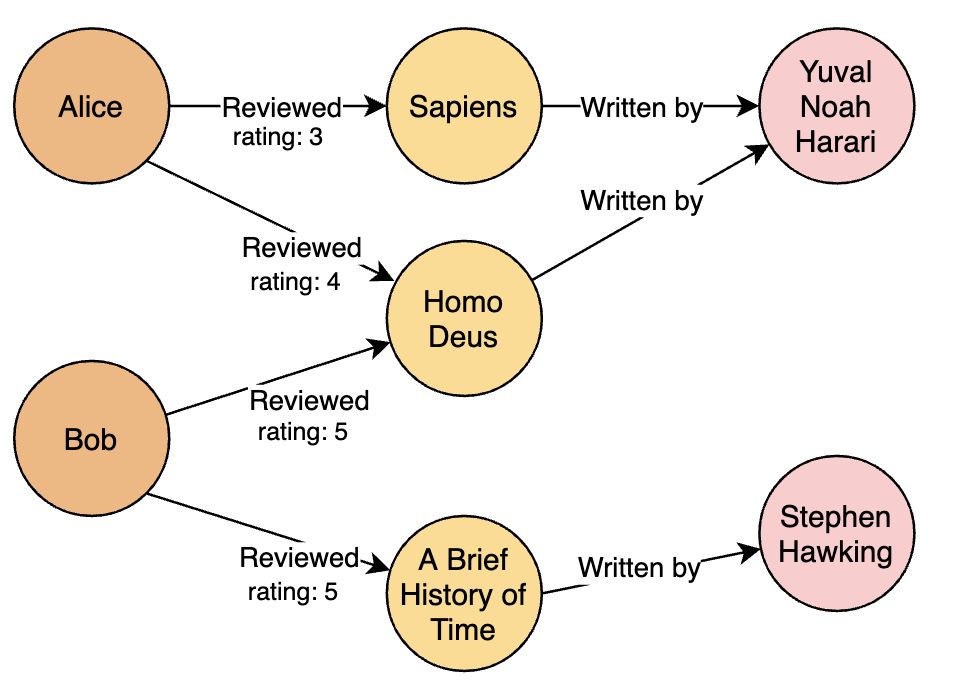 Alice
Reviewed
rating: 3
Sapiens
Written by
Yuval
Noah
Harari
Reviewed
rating: 4
Homo
Deus
Written by
Bob
Reviewed
rating: 5
Reviewed
rating: 5
A Brief
History of
Time
Written by
Stephen
Hawking